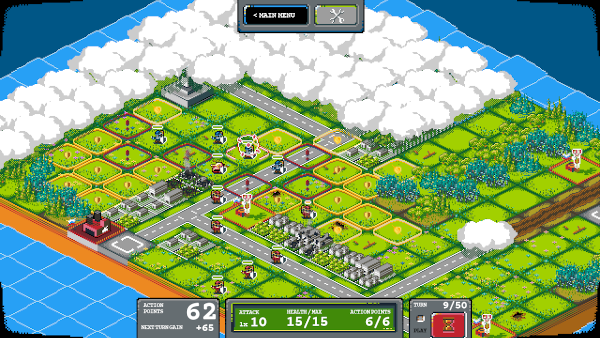 < MAIN MENU
ACTION POINTS 62
NEXT TURN GAIN +65
ATTACK HEALTH/MAX ACTION POINTS
1x 10 15/15 6/6
TURN 9/50
PLAY